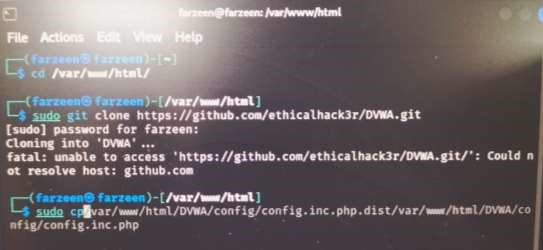 farzeen@farzeen: /var/www/html
File Actions Edit View Help
(farzeen㉿farzeen)-[~]
$ cd /var/www/html/
(farzeen㉿farzeen)-[/var/www/html]
$ sudo git clone https://github.com/ethicalhack3r/DVWA.git
[sudo] password for farzeen:
Cloning into 'DVWA'...
fatal: unable to access 'https://github.com/ethicalhack3r/DVWA.git/': Could n
ot resolve host: github.com
(farzeen㉿farzeen)-[/var/www/html]
$ sudo cp/var/www/html/DVWA/config/config.inc.php.dist/var/www/html/DVWA/co
nfig/config.inc.php